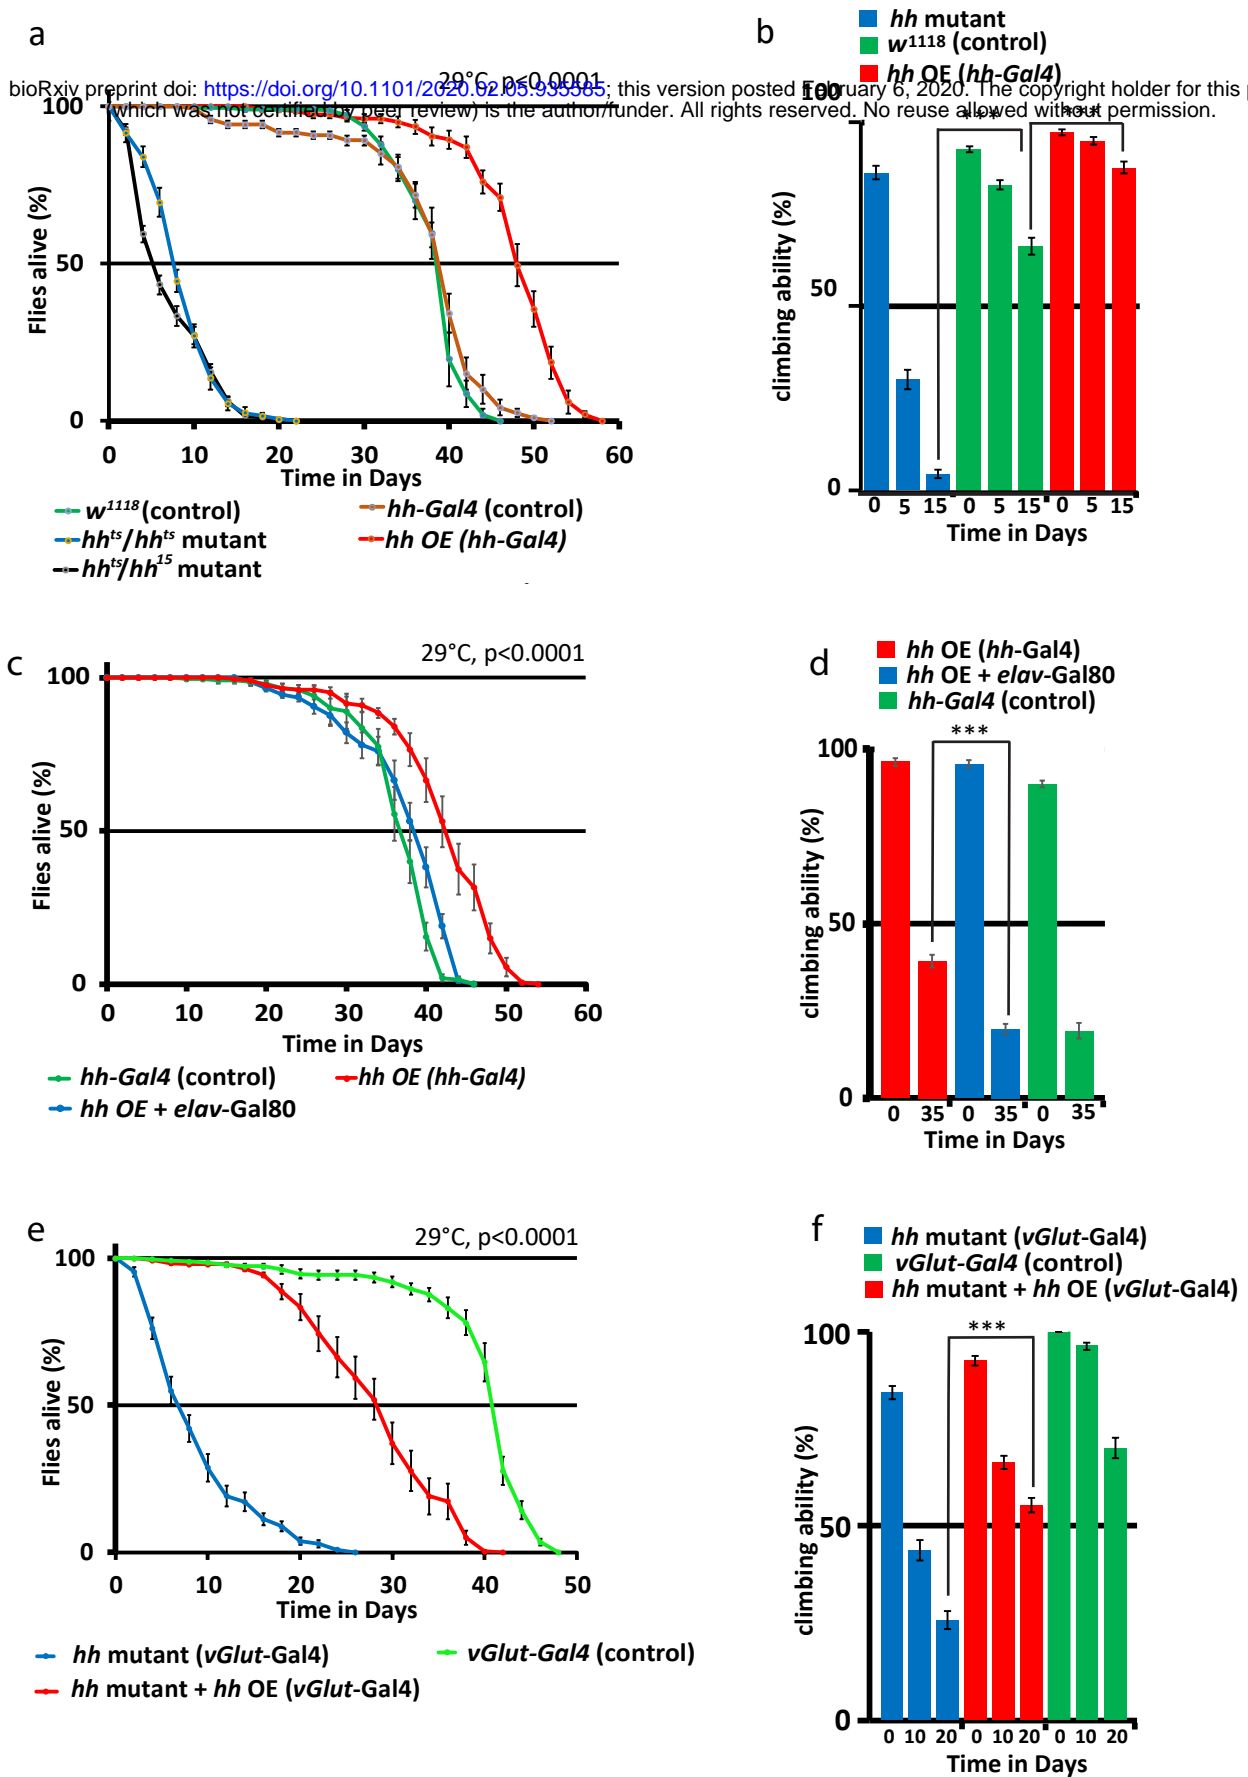 a
b
hh mutant
w1118 (control)
hh OE (hh-Gal4)
29°C, p<0.0001
bioRxiv preprint doi: https://doi.org/10.1101/2020.02.05.935585; this version posted February 6, 2020. The copyright holder for this p
which was not certified by peer review) is the author/funder. All rights reserved. No reuse allowed without permission.
100
50
0
Flies alive (%)
0 10 20 30 40 50 60
Time in Days
w1118 (control)
hh-Gal4 (control)
hhts/hhts mutant
hh OE (hh-Gal4)
hhts/hh15 mutant
100
50
0
climbing ability (%)
*** ***
0 5 15 0 5 15 0 5 15
Time in Days
c
29°C, p<0.0001
100
50
0
Flies alive (%)
0 10 20 30 40 50 60
Time in Days
hh-Gal4 (control)
hh OE (hh-Gal4)
hh OE + elav-Gal80
d
hh OE (hh-Gal4)
hh OE + elav-Gal80
hh-Gal4 (control)
***
100
50
0
climbing ability (%)
0 35 0 35 0 35
Time in Days
e
29°C, p<0.0001
100
50
0
Flies alive (%)
0 10 20 30 40 50
Time in Days
hh mutant (vGlut-Gal4)
vGlut-Gal4 (control)
hh mutant + hh OE (vGlut-Gal4)
f
hh mutant (vGlut-Gal4)
vGlut-Gal4 (control)
hh mutant + hh OE (vGlut-Gal4)
***
100
50
0
climbing ability (%)
0 10 20 0 10 20 0 10 20
Time in Days